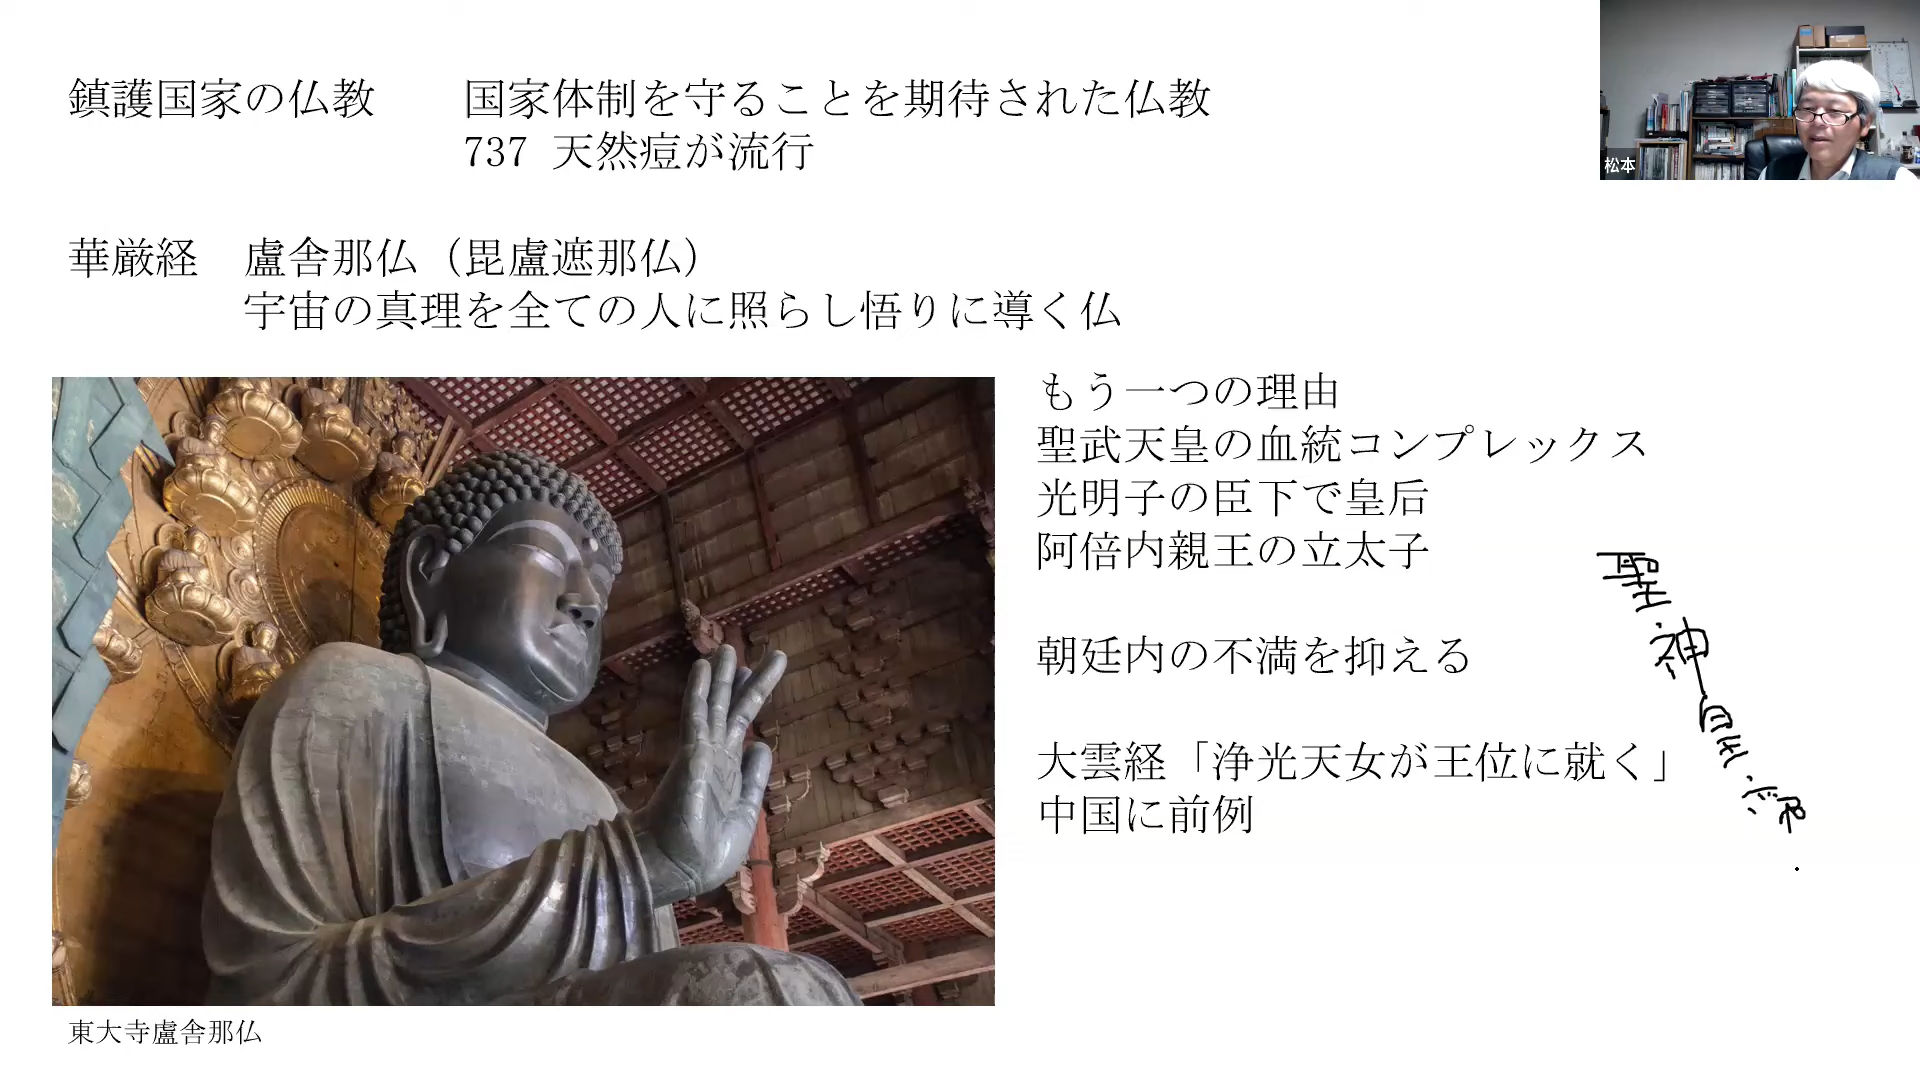 鎮護国家の仏教　国家体制を守ることを期待された仏教
737 天然痘が流行
華厳経　盧舎那仏（毘盧遮那仏）
宇宙の真理を全ての人に照らし悟りに導く仏
もう一つの理由
聖武天皇の血統コンプレックス
光明子の臣下で皇后
阿倍内親王の立太子
朝廷内の不満を抑える
大雲経「浄光天女が王位に就く」
中国に前例
聖神皇帝
東大寺盧舎那仏
松本